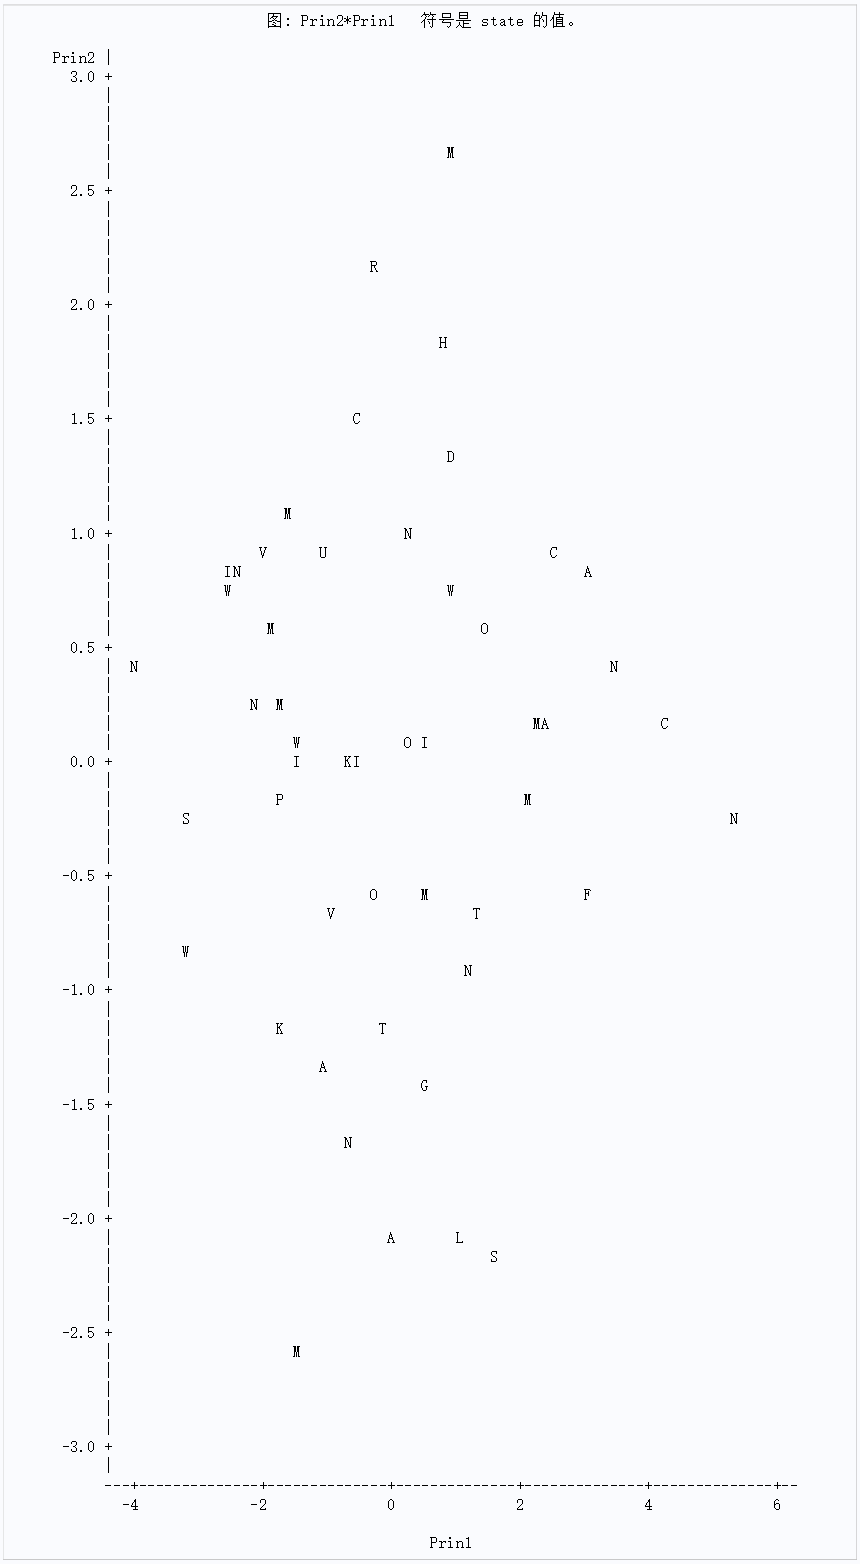 图: Prin2*Prin1 符号是 state 的值。
Prin2
3.0
M
2.5
R
2.0
H
1.5 C
D
M
1.0 N
V U C
IN A
W W
M O
0.5
N N
N M
MA C
W O I
0.0 I KI
P M
S N
-0.5
O M F
V T
W
N
-1.0
K T
A
G
-1.5
N
-2.0
A L
S
-2.5
M
-3.0
-4 -2 0 2 4 6
Prin1